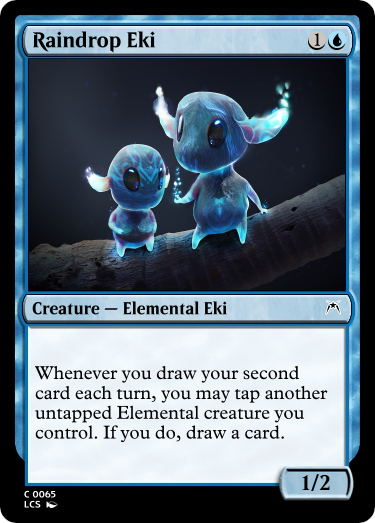 Raindrop Eki 1
Creature — Elemental Eki
Whenever you draw your second
card each turn, you may tap another
untapped Elemental creature you
control. If you do, draw a card.
1/2
C 0065
LCS